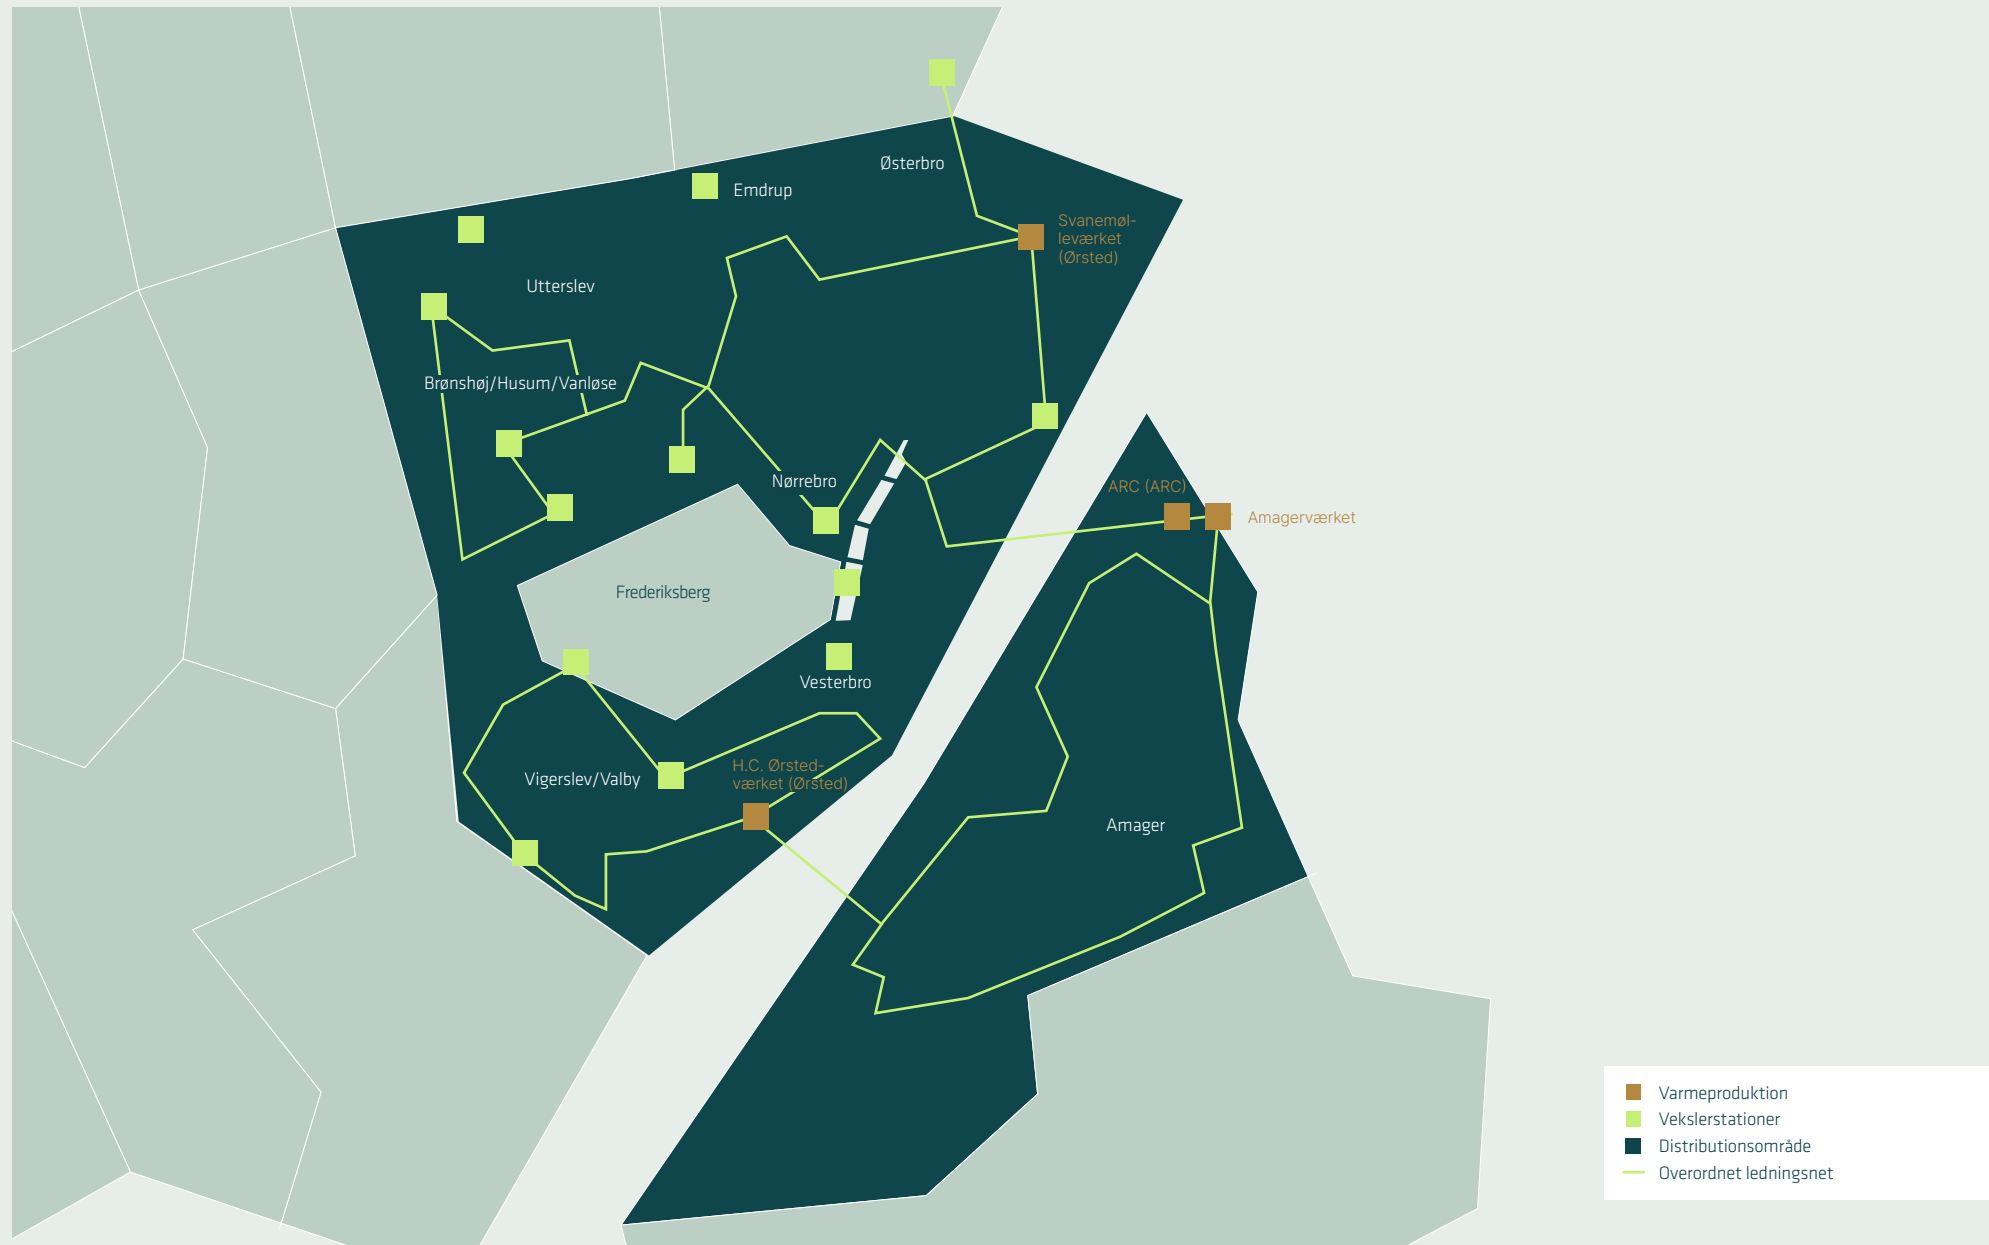 Østerbro
Emdrup
Svanemøl-
leværket
(Ørsted)
Utterslev
Brønshøj/Husum/Vanløse
Nørrebro
ARC (ARC)
Amagerværket
Frederiksberg
Vesterbro
H.C. Ørsted-
værket (Ørsted)
Vigerslev/Valby
Amager
Varmeproduktion
Vekslerstationer
Distributionsområde
Overordnet ledningsnet